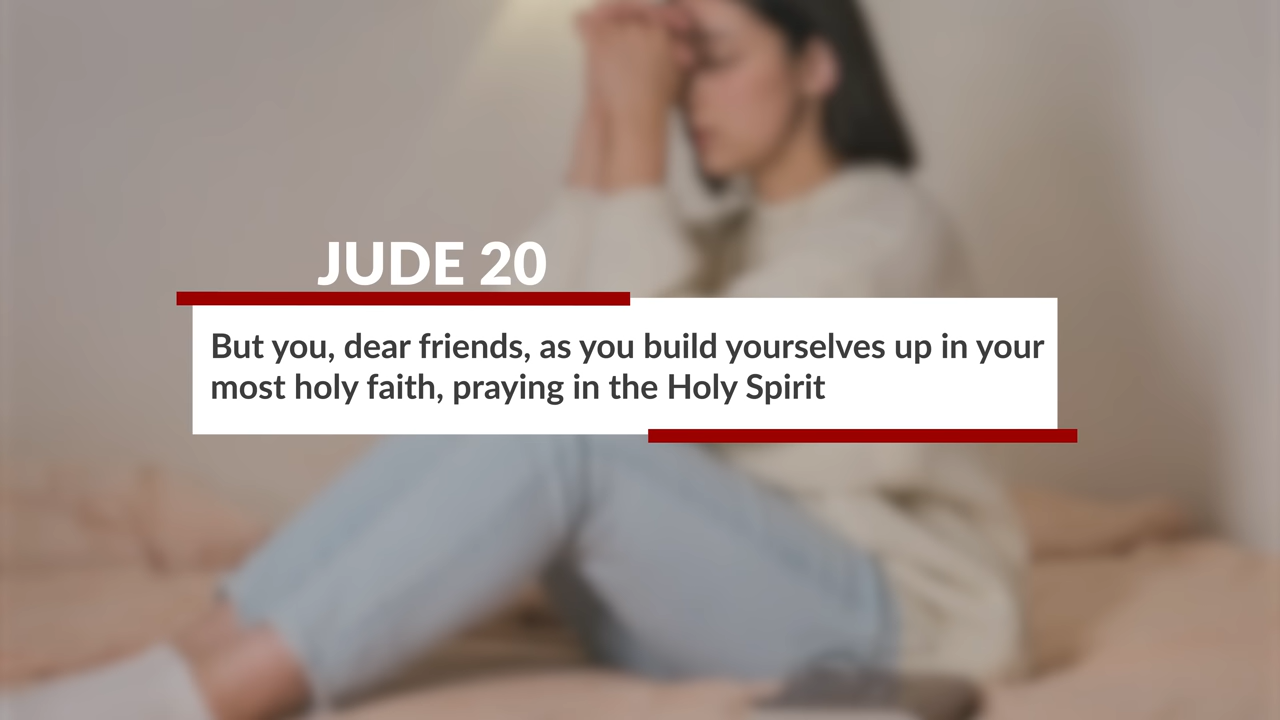 JUDE 20
But you, dear friends, as you build yourselves up in your
most holy faith, praying in the Holy Spirit